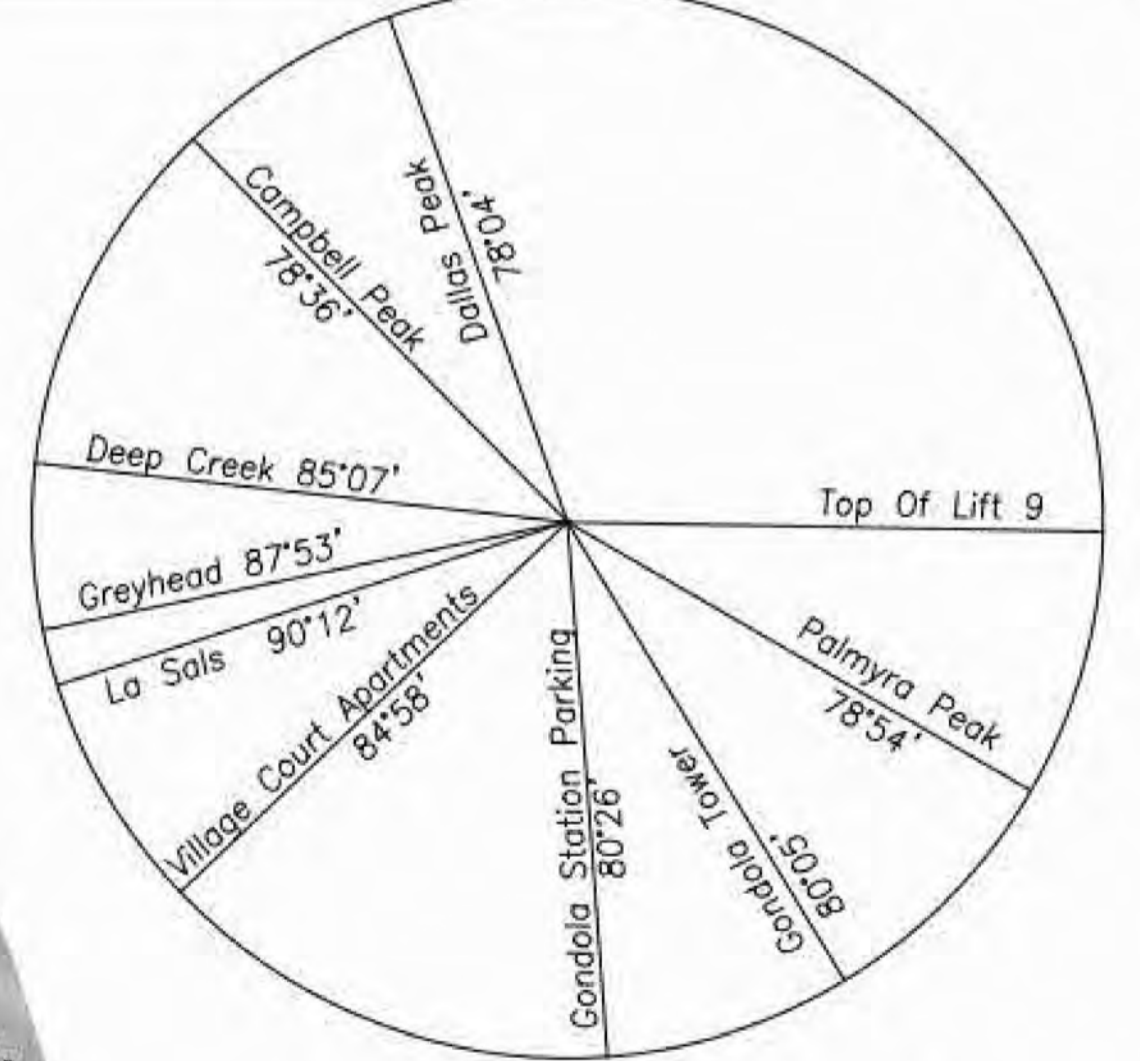 Dallas Peak
78°04'
Campbell Peak
78°36'
Deep Creek 85°07'
Greyhead 87°53'
La Sals 90°12'
Village Court Apartments
84°58'
Gondola Station Parking
80°26'
Gondola Tower
80°05'
Palmyra Peak
78°54'
Top Of Lift 9